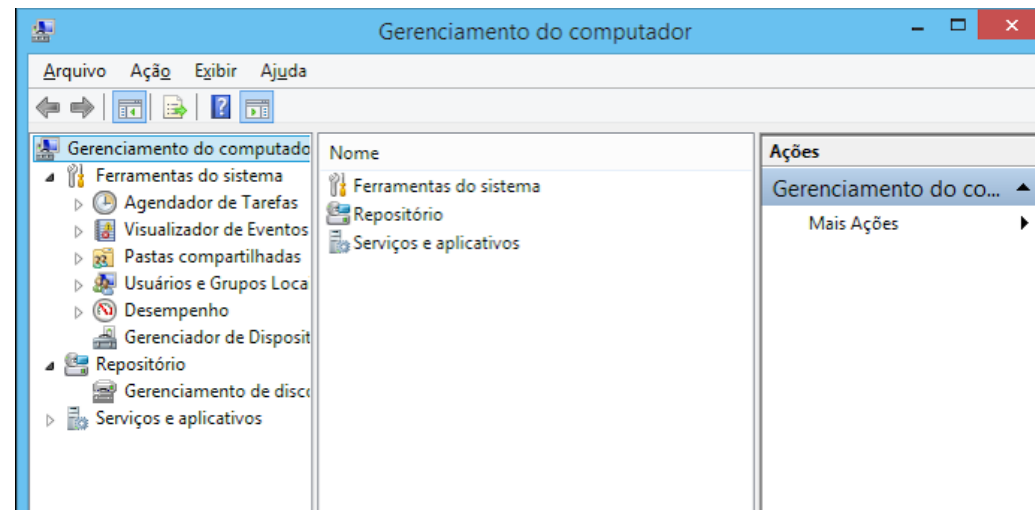 Gerenciamento do computador
Arquivo Ação Exibir Ajuda
Gerenciamento do computado
Ferramentas do sistema
Agendador de Tarefas
Visualizador de Eventos
Pastas compartilhadas
Usuários e Grupos Loca
Desempenho
Gerenciador de Disposit
Repositório
Gerenciamento de disco
Serviços e aplicativos
Nome
Ferramentas do sistema
Repositório
Serviços e aplicativos
Ações
Gerenciamento do co...
Mais Ações